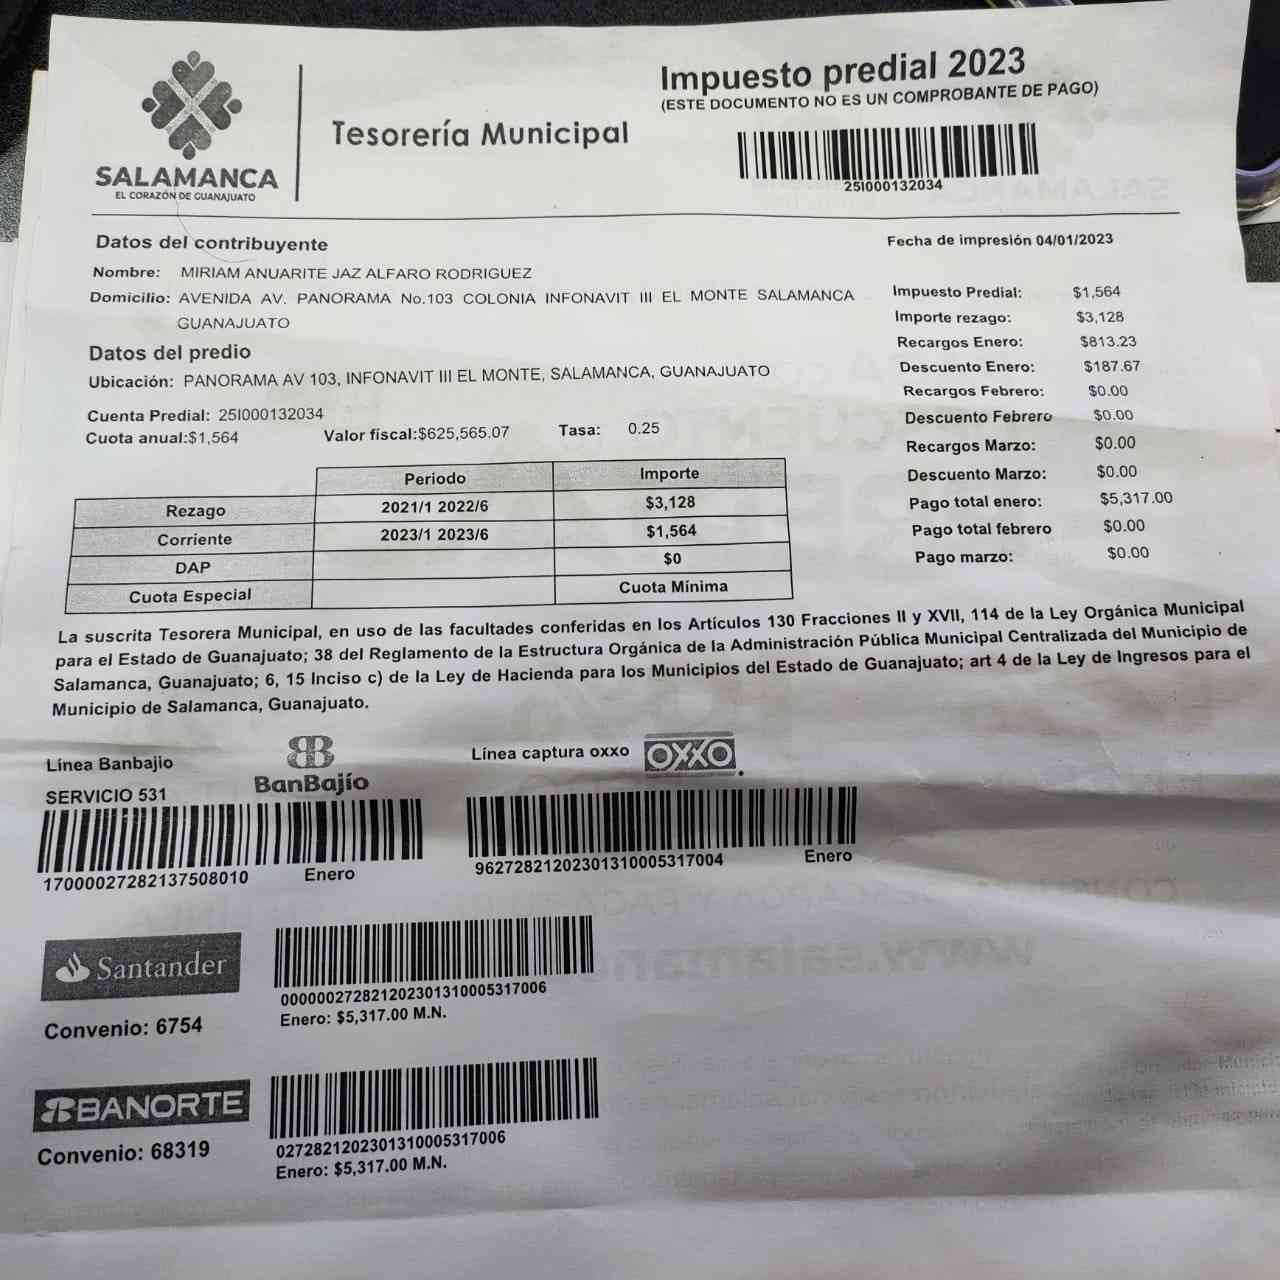 SALAMANCA
EL CORAZÓN DE GUANAJUATO
Tesorería Municipal
Impuesto predial 2023
(ESTE DOCUMENTO NO ES UN COMPROBANTE DE PAGO)
25I000132034
Datos del contribuyente
Fecha de impresión 04/01/2023
Nombre: MIRIAM ANUARITE JAZ ALFARO RODRIGUEZ
Domicilio: AVENIDA AV. PANORAMA No.103 COLONIA INFONAVIT III EL MONTE SALAMANCA
GUANAJUATO
Datos del predio
Ubicación: PANORAMA AV 103, INFONAVIT III EL MONTE, SALAMANCA, GUANAJUATO
Cuenta Predial: 25I000132034
Cuota anual:$1,564 Valor fiscal:$625,565.07 Tasa: 0.25
Impuesto Predial: $1,564
Importe rezago: $3,128
Recargos Enero: $813.23
Descuento Enero: $187.67
Recargos Febrero: $0.00
Descuento Febrero $0.00
Recargos Marzo: $0.00
Descuento Marzo: $0.00
Pago total enero: $5,317.00
Pago total febrero $0.00
Pago marzo: $0.00
Periodo Importe
Rezago 2021/1 2022/6 $3,128
Corriente 2023/1 2023/6 $1,564
DAP $0
Cuota Especial Cuota Mínima
La suscrita Tesorera Municipal, en uso de las facultades conferidas en los Artículos 130 Fracciones II y XVII, 114 de la Ley Orgánica Municipal
para el Estado de Guanajuato; 38 del Reglamento de la Estructura Orgánica de la Administración Pública Municipal Centralizada del Municipio de
Salamanca, Guanajuato; 6, 15 Inciso c) de la Ley de Hacienda para los Municipios del Estado de Guanajuato; art 4 de la Ley de Ingresos para el
Municipio de Salamanca, Guanajuato.
Línea Banbajio
BanBajío
SERVICIO 531
17000027282137508010 Enero
Línea captura oxxo OXXO
96272821202301310005317004 Enero
Santander
Convenio: 6754
000000272821202301310005317006
Enero: $5,317.00 M.N.
BANORTE
Convenio: 68319
0272821202301310005317006
Enero: $5,317.00 M.N.